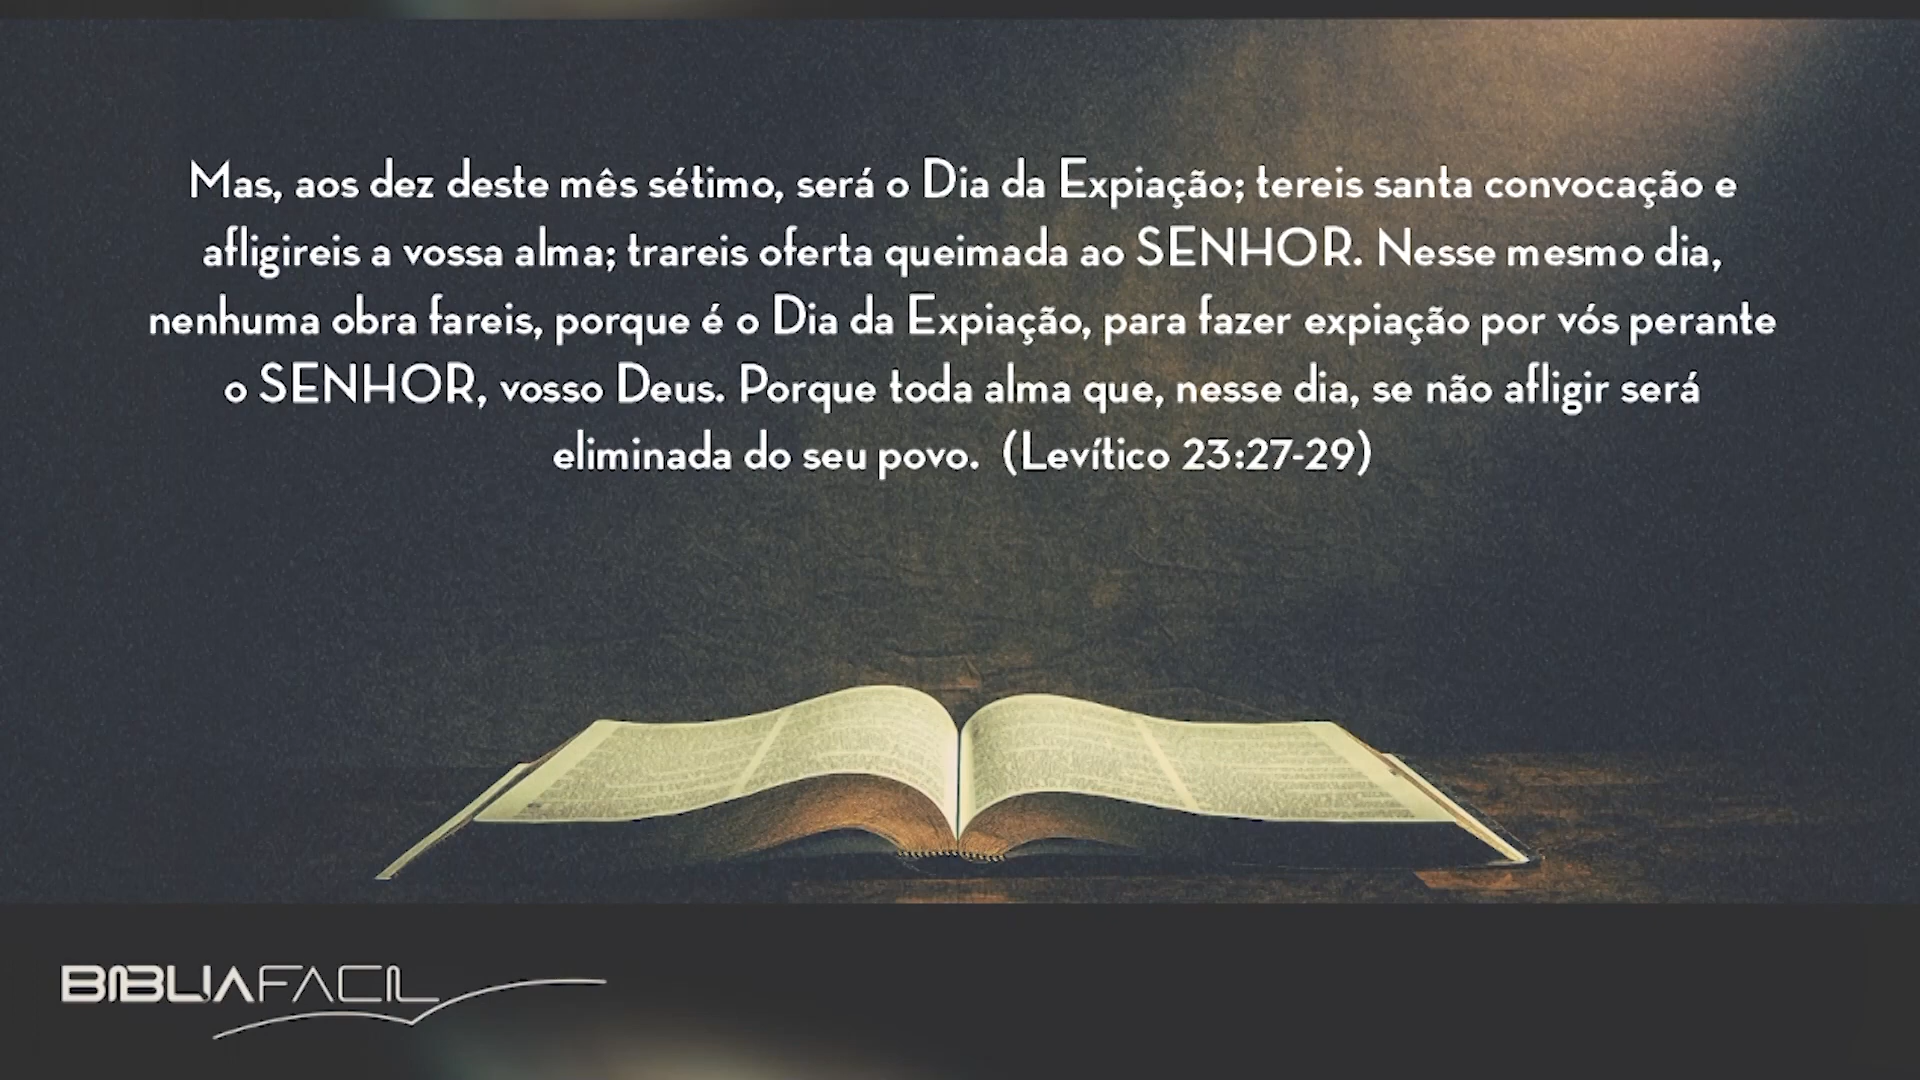 Mas, aos dez deste mês sétimo, será o Dia da Expiação; tereis santa convocação e
afligireis a vossa alma; trareis oferta queimada ao SENHOR. Nesse mesmo dia,
nenhuma obra fareis, porque é o Dia da Expiação, para fazer expiação por vós perante
o SENHOR, vosso Deus. Porque toda alma que, nesse dia, se não afligir será
eliminada do seu povo. (Levítico 23:27-29)
BIBLIAFACIL